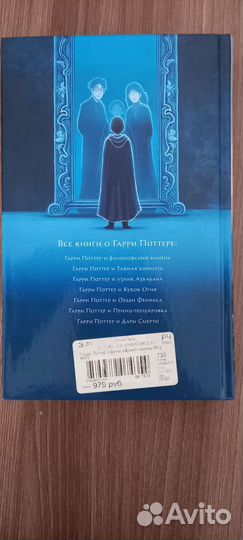 Все книги о Гарри Поттере:
Гарри Поттер и философский камень
Гарри Поттер и Тайная комната
Гарри Поттер и узник Азкабана
Гарри Поттер и Кубок Огня
Гарри Поттер и Орден Феникса
Гарри Поттер и Принц-полукровка
Гарри Поттер и Дары Смерти
979 руб.
Avito